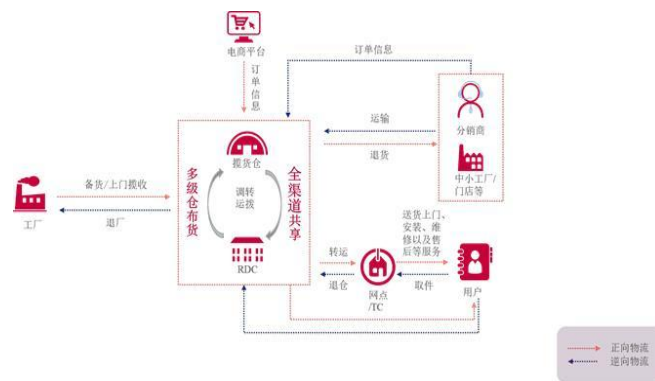 电商平台
订
单
信
息
订单信息
分销商
中小工厂/
门店等
运输
退货
多级仓布货
揽货仓
调转
运拨
RDC
全渠道共享
备货/上门揽收
退厂
工厂
转运
退仓
网点
/TC
送货上门、
安装、维
修以及售
后等服务
取件
用户
正向物流
逆向物流